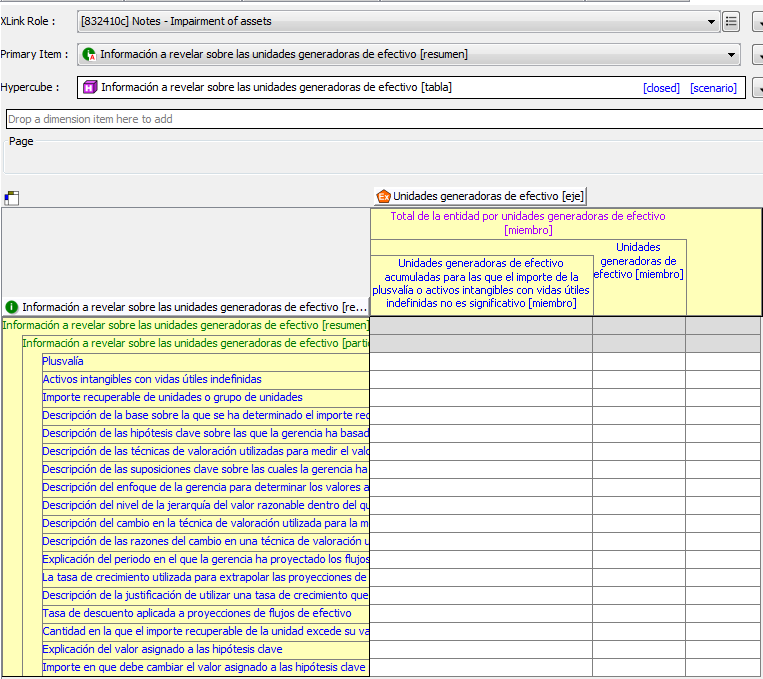 XLink Role : [832410c] Notes - Impairment of assets
Primary Item : Información a revelar sobre las unidades generadoras de efectivo [resumen]
Hypercube : Información a revelar sobre las unidades generadoras de efectivo [tabla] [closed] [scenario]
Drop a dimension item here to add
Page
Unidades generadoras de efectivo [eje]
Total de la entidad por unidades generadoras de efectivo
[miembro]
Unidades generadoras de efectivo
acumuladas para las que el importe de la
plusvalía o activos intangibles con vidas útiles
indefinidas no es significativo [miembro]
Unidades
generadoras de
efectivo [miembro]
Información a revelar sobre las unidades generadoras de efectivo [re...
Información a revelar sobre las unidades generadoras de efectivo [resumen]
Información a revelar sobre las unidades generadoras de efectivo [parti
Plusvalía
Activos intangibles con vidas útiles indefinidas
Importe recuperable de unidades o grupo de unidades
Descripción de la base sobre la que se ha determinado el importe rec
Descripción de las hipótesis clave sobre las que la gerencia ha basad
Descripción de las técnicas de valoración utilizadas para medir el valo
Descripción de las suposiciones clave sobre las cuales la gerencia ha
Descripción del enfoque de la gerencia para determinar los valores a
Descripción del nivel de la jerarquía del valor razonable dentro del qu
Descripción del cambio en la técnica de valoración utilizada para la m
Descripción de las razones del cambio en una técnica de valoración u
Explicación del periodo en el que la gerencia ha proyectado los flujos
La tasa de crecimiento utilizada para extrapolar las proyecciones de
Descripción de la justificación de utilizar una tasa de crecimiento que
Tasa de descuento aplicada a proyecciones de flujos de efectivo
Cantidad en la que el importe recuperable de la unidad excede su va
Explicación del valor asignado a las hipótesis clave
Importe en que debe cambiar el valor asignado a las hipótesis clave